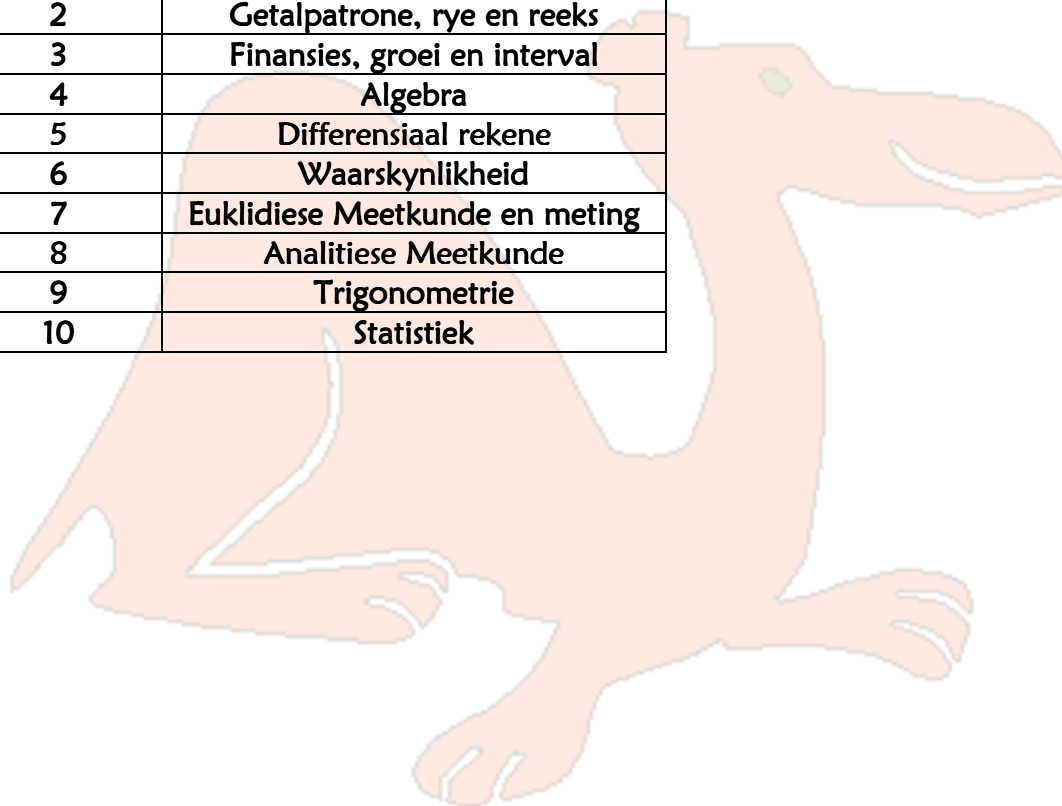 2 Getalpatrone, rye en reeks
3 Finansies, groei en interval
4 Algebra
5 Differensiaal rekene
6 Waarskynlikheid
7 Euklidiese Meetkunde en meting
8 Analitiese Meetkunde
9 Trigonometrie
10 Statistiek